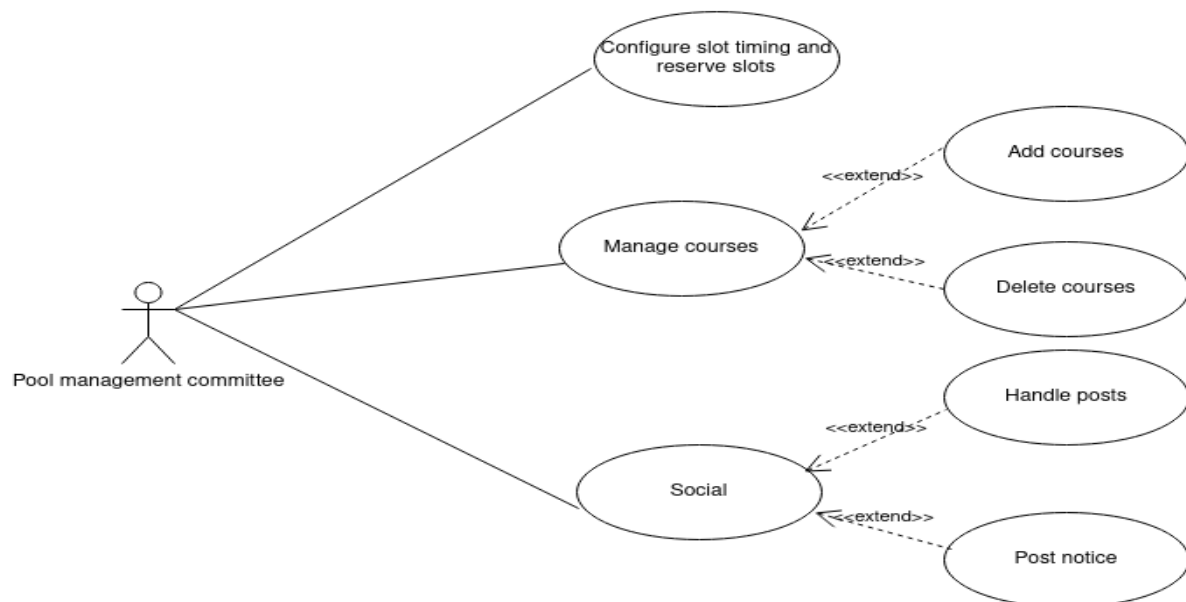 Configure slot timing and
reserve slots
Add courses
<<extend>>
Manage courses
<<extend>>
Delete courses
Pool management committee
Handle posts
<<extend>>
Social
<<extend>>
Post notice